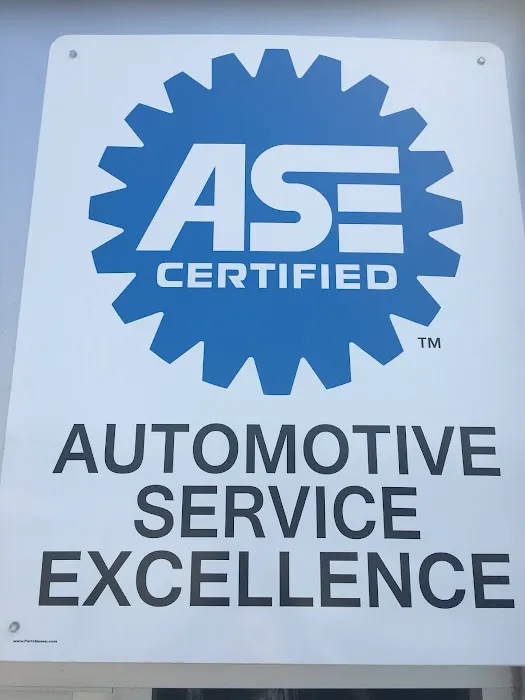 ASE
CERTIFIED
TM
AUTOMOTIVE
SERVICE
EXCELLENCE